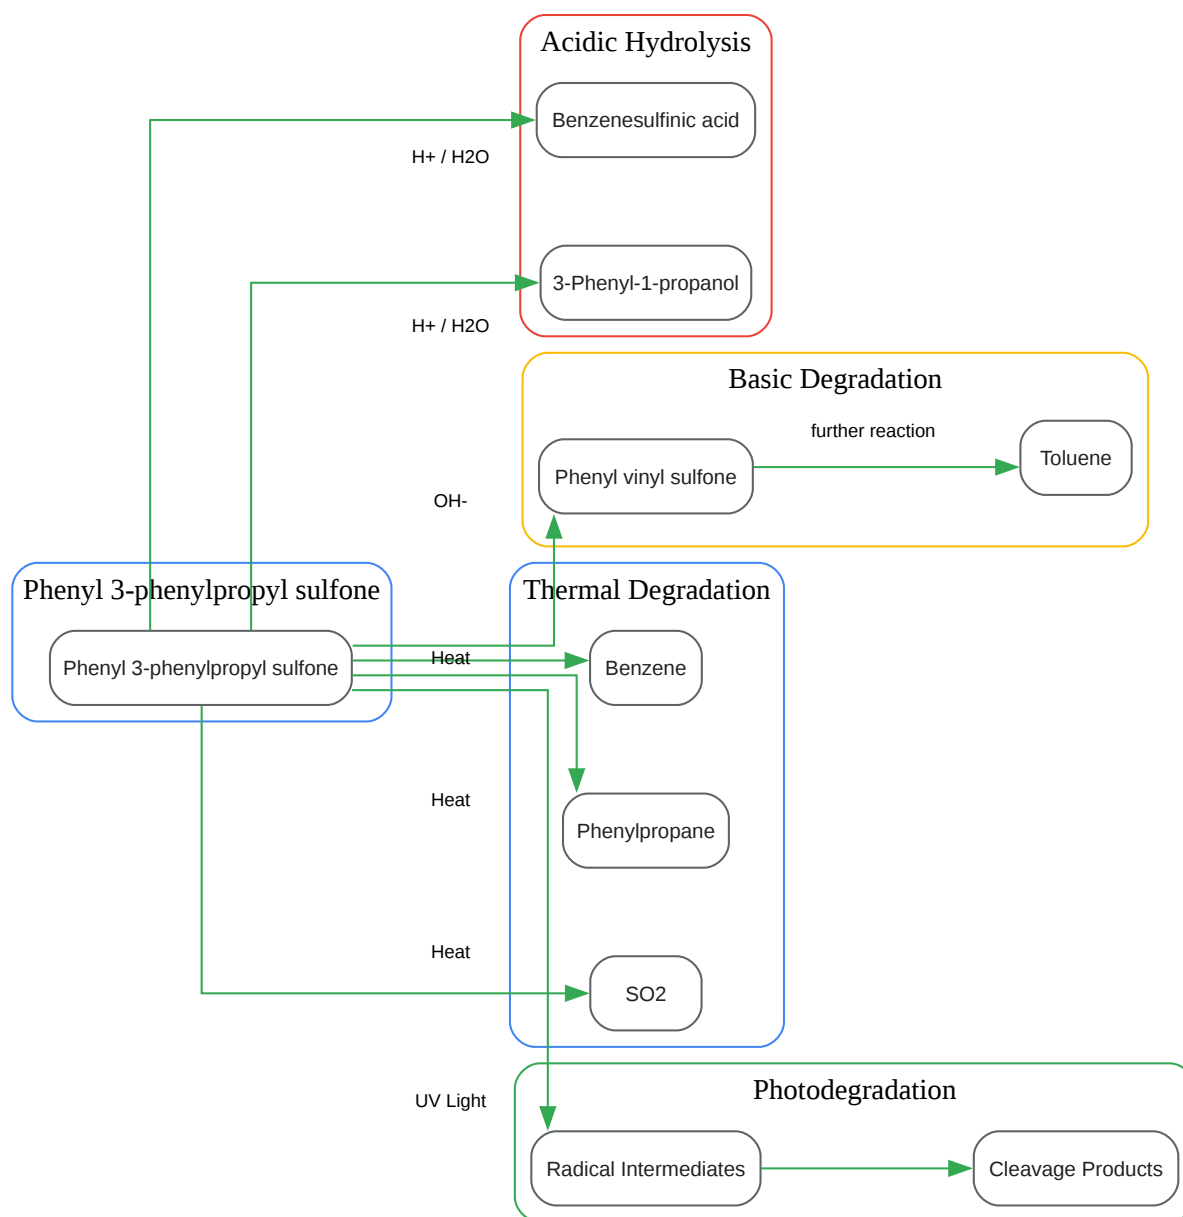 Acidic Hydrolysis
Benzenesulfinic acid
H+ / H2O
3-Phenyl-1-propanol
H+ / H2O
Basic Degradation
further reaction
Toluene
Phenyl vinyl sulfone
OH-
Phenyl 3-phenylpropyl sulfone
Thermal Degradation
Phenyl 3-phenylpropyl sulfone
Heat
Benzene
Heat
Phenylpropane
Heat
SO2
Photodegradation
UV Light
Radical Intermediates
Cleavage Products